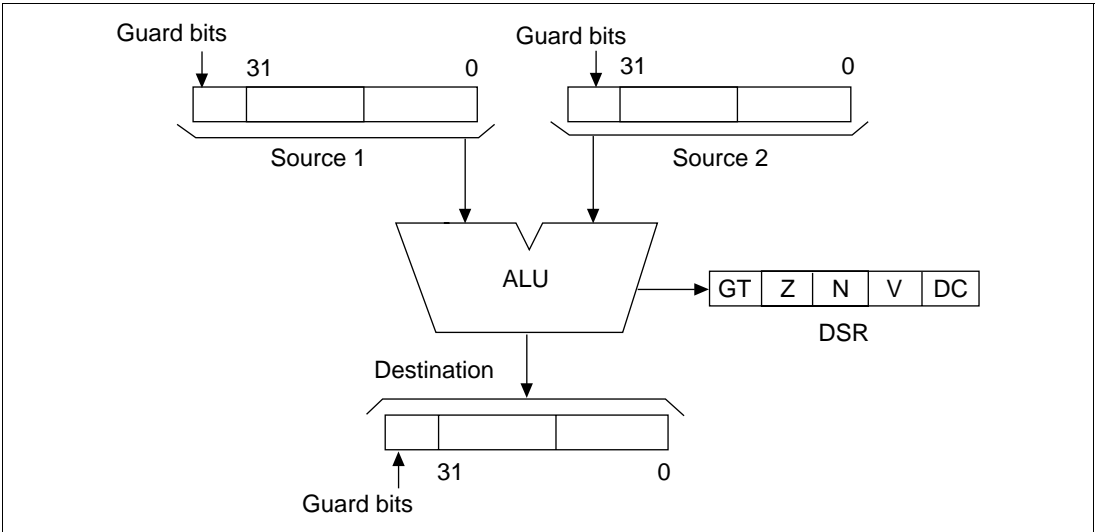 Guard bits
Guard bits
31 0
31 0
Source 1
Source 2
ALU
GT Z N V DC
DSR
Destination
31 0
Guard bits